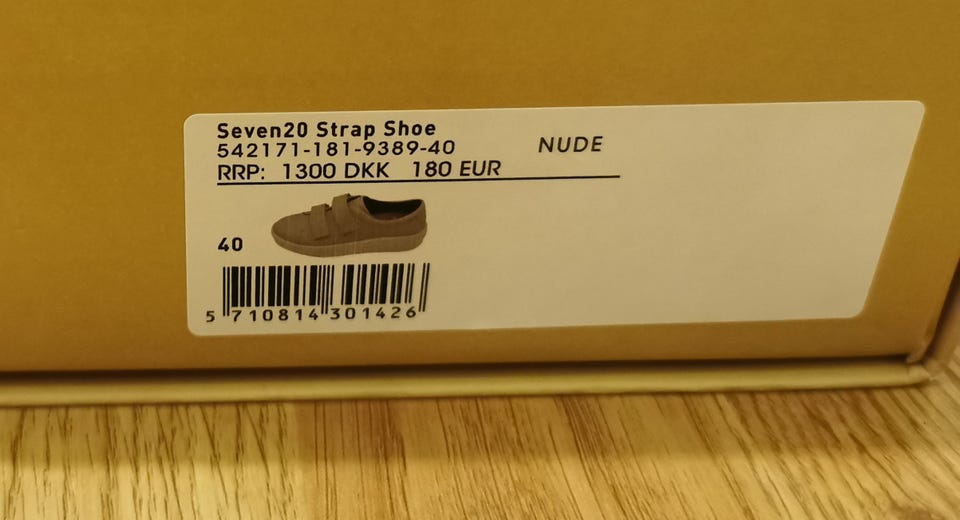 Seven20 Strap Shoe
542171-181-9389-40
NUDE
RRP: 1300 DKK 180 EUR
40
5 710814 301426